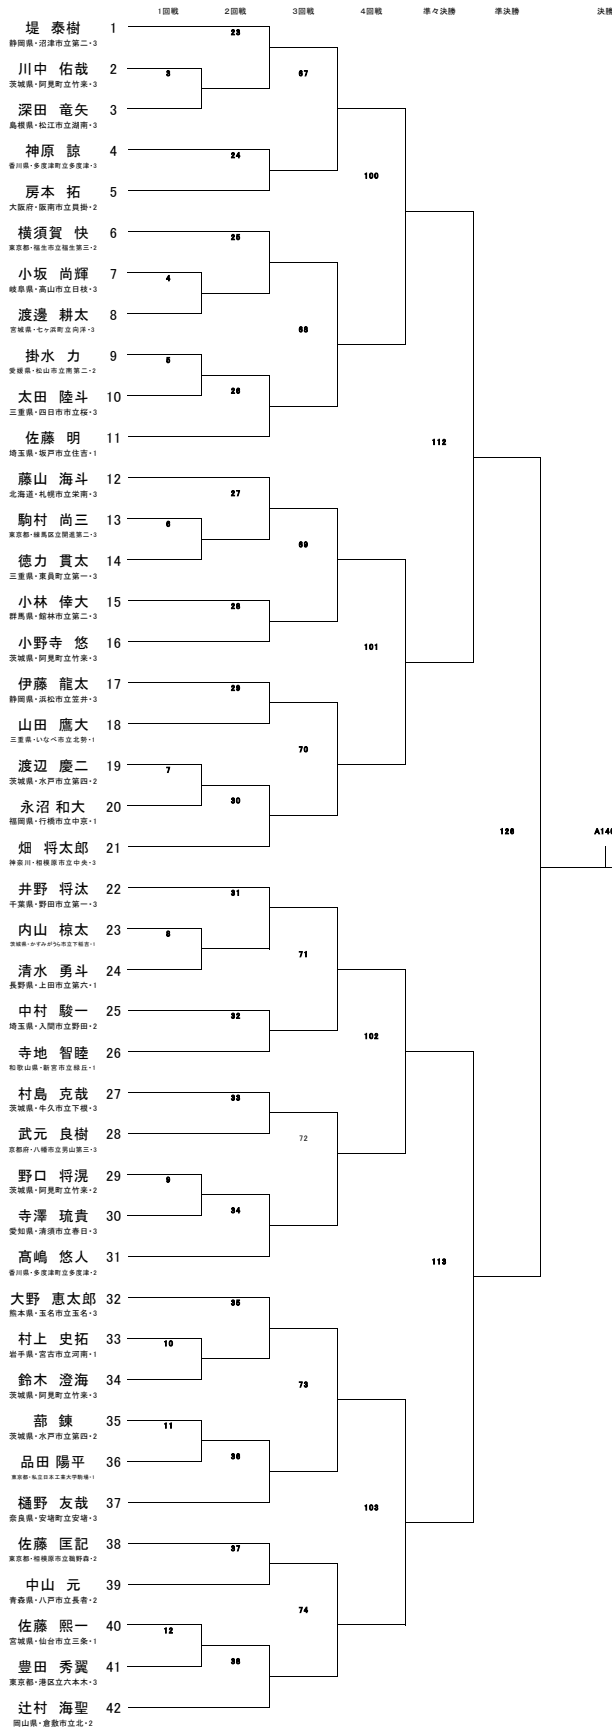 1回戦 2回戦 3回戦 4回戦 準々決勝 準決勝 決勝
堤 泰樹 1
静岡県・沼津市立第二・3
23
川中 佑哉 2
茨城県・阿見町立竹来・3
3
67
深田 竜矢 3
島根県・松江市立湖南・3
神原 諒 4
香川県・多度津町立多度津・3
24
100
房本 拓 5
大阪府・阪南市立貝掛・2
横須賀 快 6
東京都・福生市立福生第三・2
25
小坂 尚輝 7
岐阜県・高山市立日枝・3
4
渡邊 耕太 8
宮城県・七ヶ浜町立向洋・3
68
掛水 力 9
愛媛県・松山市立南第二・2
5
太田 陸斗 10
三重県・四日市市立桜・3
26
佐藤 明 11
埼玉県・坂戸市立住吉・1
112
藤山 海斗 12
北海道・札幌市立栄南・3
27
駒村 尚三 13
東京都・練馬区立開進第二・3
6
69
徳力 貫太 14
三重県・東員町立第一・3
小林 倖大 15
群馬県・館林市立第二・3
28
小野寺 悠 16
茨城県・阿見町立竹来・3
101
伊藤 龍太 17
静岡県・浜松市立笠井・3
29
山田 鷹大 18
三重県・いなべ市立北勢・1
70
渡辺 慶二 19
茨城県・水戸市立第四・2
7
永沼 和大 20
福岡県・行橋市立中京・1
30
126
A140
畑 将太郎 21
神奈川・相模原市立中央・3
井野 将汰 22
千葉県・野田市立第一・3
31
内山 椋太 23
茨城県・かすみがうら市立下稲吉・1
8
71
清水 勇斗 24
長野県・上田市立第六・1
中村 駿一 25
埼玉県・入間市立野田・2
32
102
寺地 智睦 26
和歌山県・新宮市立緑丘・1
村島 克哉 27
茨城県・牛久市立下根・3
33
武元 良樹 28
京都府・八幡市立男山第三・3
72
野口 将滉 29
茨城県・阿見町立竹来・2
9
寺澤 琉貴 30
愛知県・清須市立春日・3
34
髙嶋 悠人 31
香川県・多度津町立多度津・2
113
大野 恵太郎 32
熊本県・玉名市立玉名・3
35
村上 史拓 33
岩手県・宮古市立河南・1
10
鈴木 澄海 34
茨城県・阿見町立竹来・3
73
蔀 錬 35
茨城県・水戸市立第四・2
11
品田 陽平 36
東京都・私立日本工業大学駒場・1
36
樋野 友哉 37
奈良県・安堵町立安堵・3
103
佐藤 匡記 38
東京都・相模原市立鵜野森・2
37
中山 元 39
青森県・八戸市立長者・2
74
佐藤 熙一 40
宮城県・仙台市立三条・1
12
豊田 秀翼 41
東京都・港区立六本木・3
38
辻村 海聖 42
岡山県・倉敷市立北・2